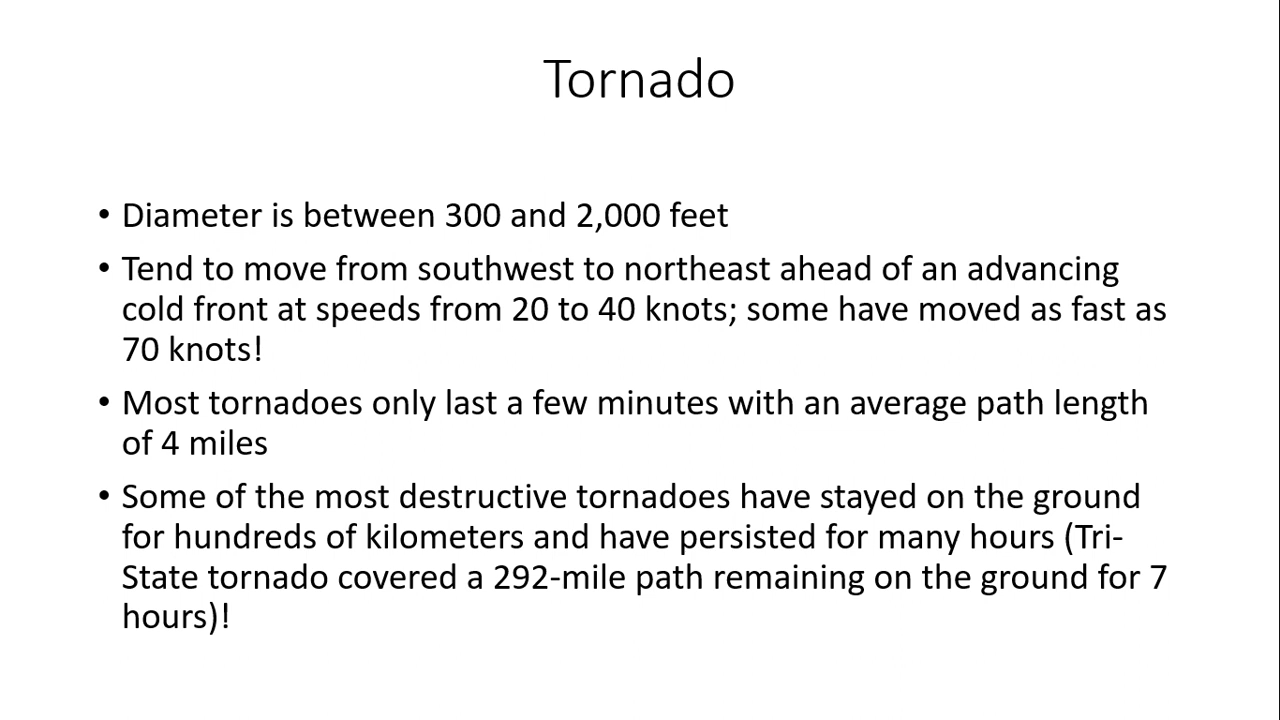 Tornado
• Diameter is between 300 and 2,000 feet
• Tend to move from southwest to northeast ahead of an advancing
cold front at speeds from 20 to 40 knots; some have moved as fast as
70 knots!
• Most tornadoes only last a few minutes with an average path length
of 4 miles
• Some of the most destructive tornadoes have stayed on the ground
for hundreds of kilometers and have persisted for many hours (Tri-
State tornado covered a 292-mile path remaining on the ground for 7
hours)!